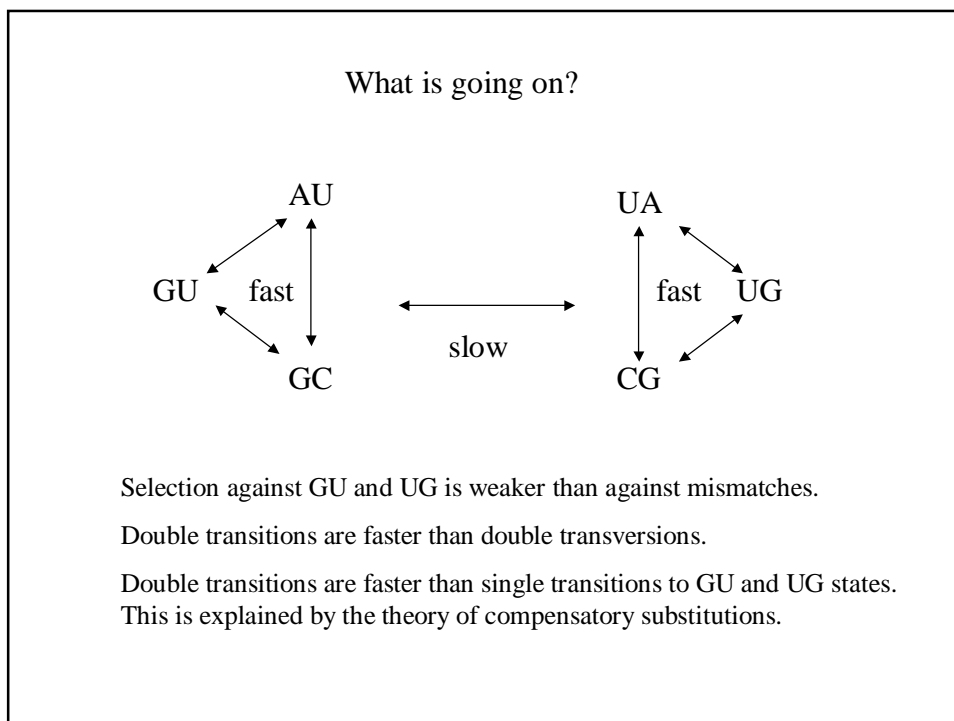 What is going on?
AU
UA
GU
fast
fast
UG
slow
GC
CG
Selection against GU and UG is weaker than against mismatches.
Double transitions are faster than double transversions.
Double transitions are faster than single transitions to GU and UG states.
This is explained by the theory of compensatory substitutions.